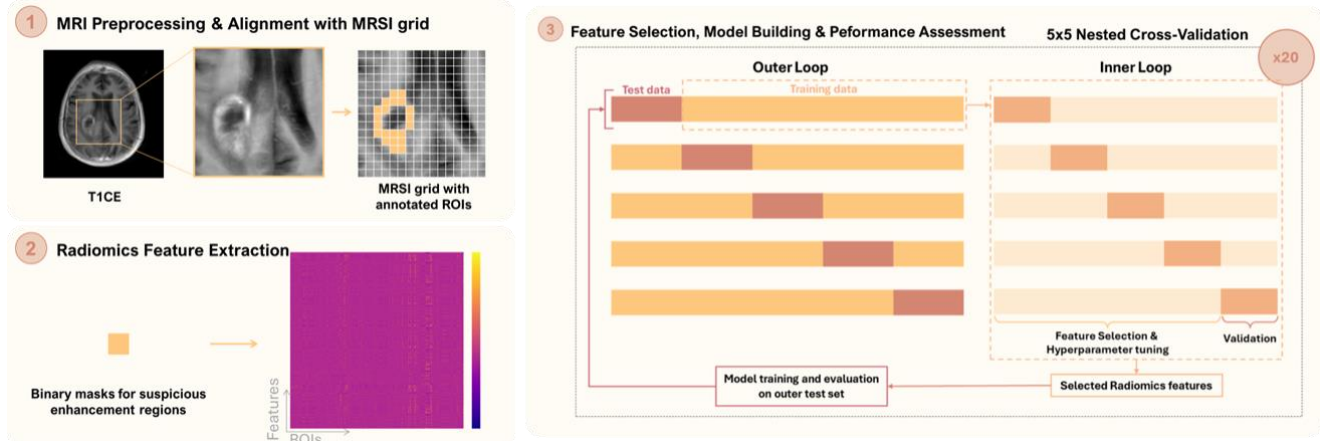 1
MRI Preprocessing & Alignment with MRSI grid
T1CE
MRSI grid with
annotated ROIs
2
Radiomics Feature Extraction
Binary masks for suspicious
enhancement regions
Features
ROIs
3
Feature Selection, Model Building & Peformance Assessment
5x5 Nested Cross-Validation
x20
Outer Loop
Inner Loop
Test data
Training data
Feature Selection &
Hyperparameter tuning
Validation
Model training and evaluation
on outer test set
Selected Radiomics features